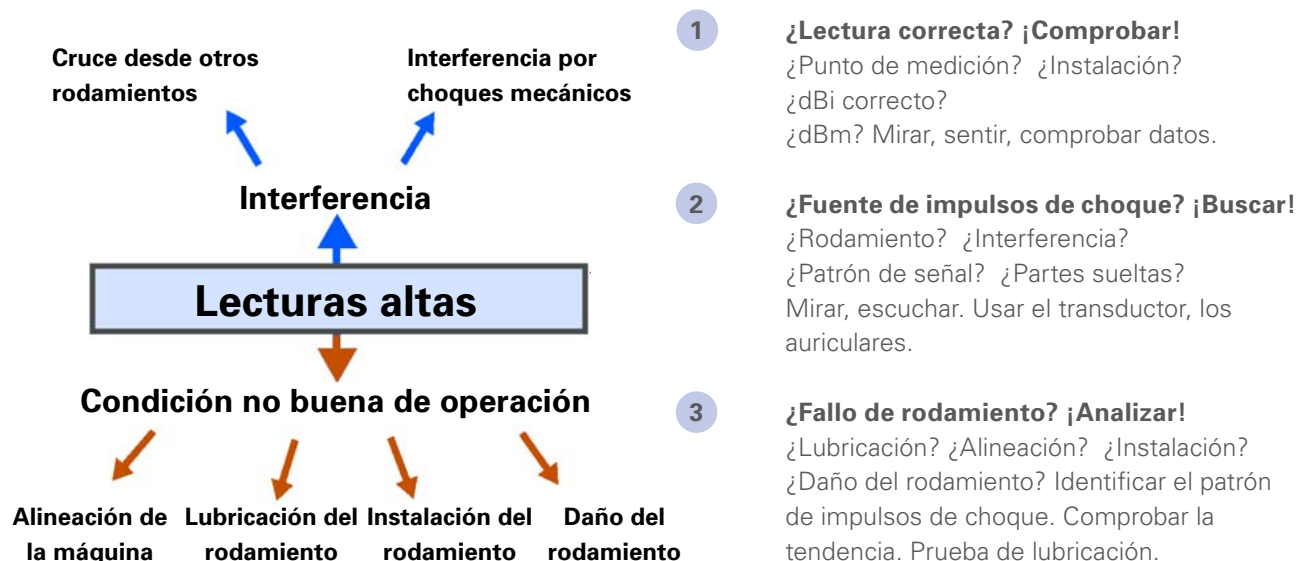 Cruce desde otros
rodamientos
Interferencia por
choques mecánicos
Interferencia
Lecturas altas
Condición no buena de operación
Alineación de
la máquina
Lubricación del
rodamiento
Instalación del
rodamiento
Daño del
rodamiento
1
¿Lectura correcta? ¡Comprobar!
¿Punto de medición? ¿Instalación?
¿dBi correcto?
¿dBm? Mirar, sentir, comprobar datos.
2
¿Fuente de impulsos de choque? ¡Buscar!
¿Rodamiento? ¿Interferencia?
¿Patrón de señal? ¿Partes sueltas?
Mirar, escuchar. Usar el transductor, los
auriculares.
3
¿Fallo de rodamiento? ¡Analizar!
¿Lubricación? ¿Alineación? ¿Instalación?
¿Daño del rodamiento? Identificar el patrón
de impulsos de choque. Comprobar la
tendencia. Prueba de lubricación.